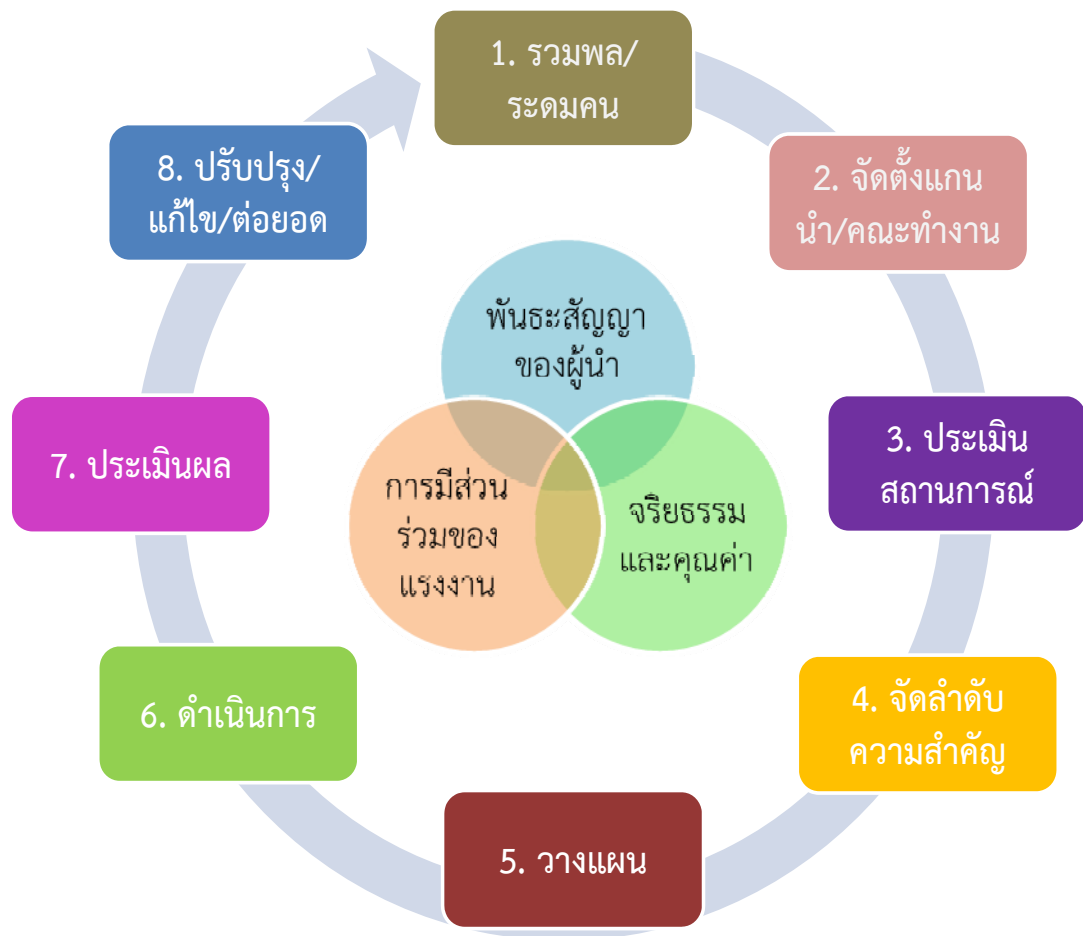 1. รวมพล/
ระดมคน
2. จัดตั้งแกน
นำ/คณะทำงาน
3. ประเมิน
สถานการณ์
4. จัดลำดับ
ความสำคัญ
5. วางแผน
6. ดำเนินการ
7. ประเมินผล
8. ปรับปรุง/
แก้ไข/ต่อยอด
พันธะสัญญา
ของผู้นำ
การมีส่วน
ร่วมของ
แรงงาน
จริยธรรม
และคุณค่า